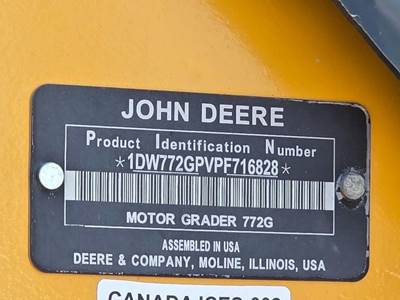 JOHN DEERE
Product Identification Number
*1DW772GPVPF716828*
MOTOR GRADER 772G
ASSEMBLED IN USA
DEERE & COMPANY, MOLINE, ILLINOIS, USA